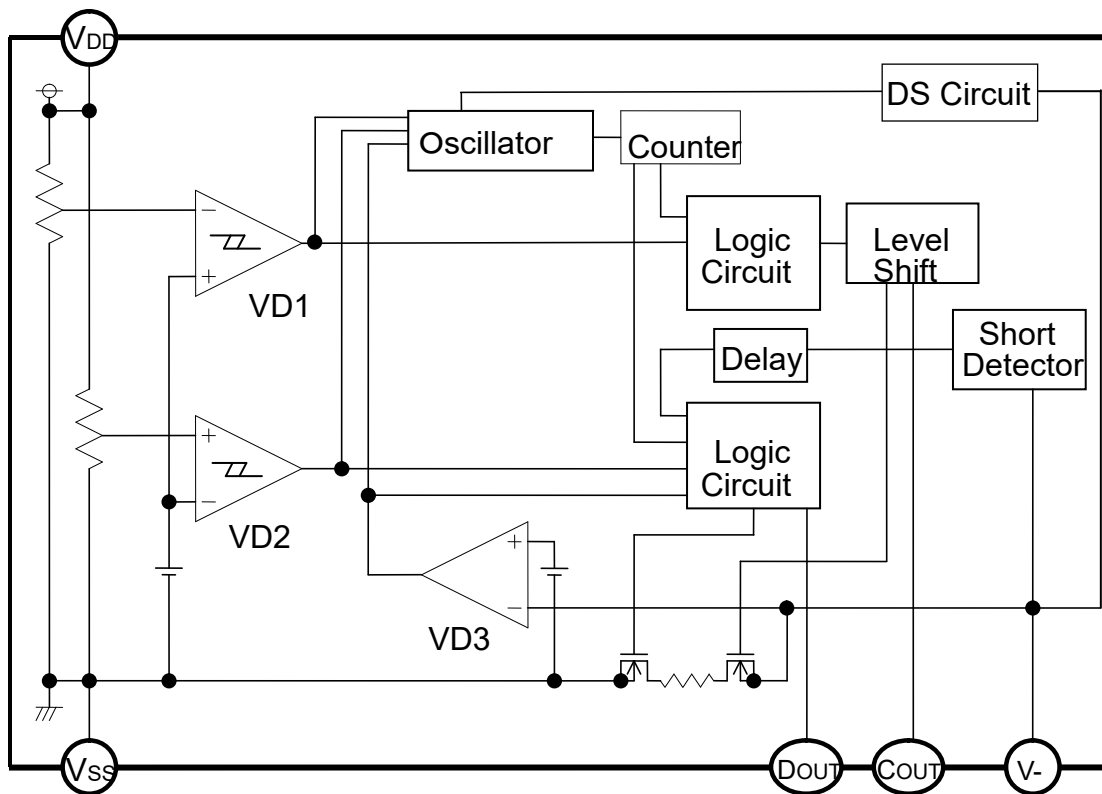 VDD
DS Circuit
Oscillator
Counter
Logic
Circuit
Level
Shift
−
+
VD1
Short
Detector
Delay
+
−
VD2
Logic
Circuit
+
−
VD3
VSS
DOUT
COUT
V-